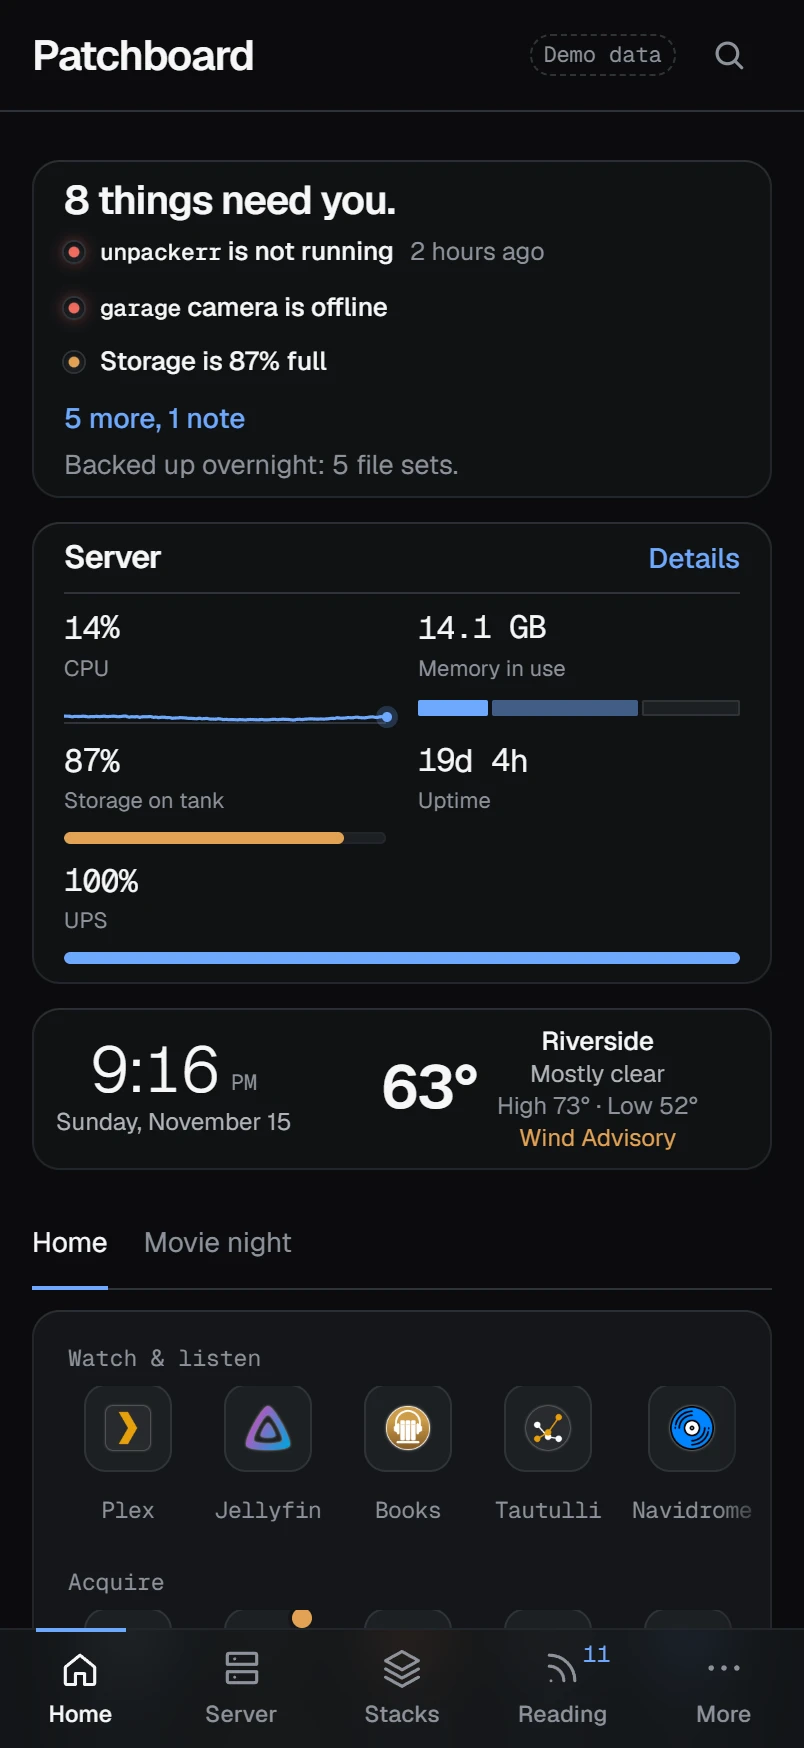 Patchboard
Demo data
8 things need you.
unpackerr is not running 2 hours ago
garage camera is offline
Storage is 87% full
5 more, 1 note
Backed up overnight: 5 file sets.
Server
Details
14%
CPU
14.1 GB
Memory in use
87%
Storage on tank
19d 4h
Uptime
100%
UPS
9:16 PM
Sunday, November 15
63°
Riverside
Mostly clear
High 73° · Low 52°
Wind Advisory
Home
Movie night
Watch & listen
Plex
Jellyfin
Books
Tautulli
Navidrome
Acquire
Home
Server
Stacks
Reading
11
More